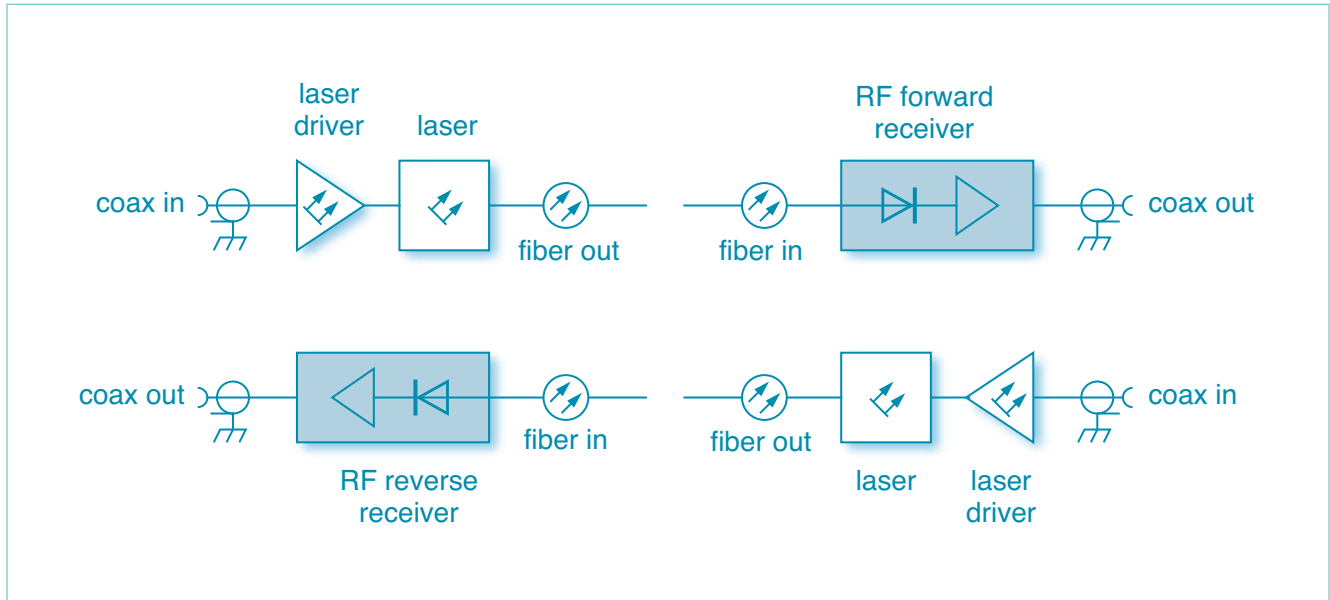 laser
driver
laser
RF forward
receiver
coax in
fiber out
fiber in
coax out
coax out
fiber in
fiber out
coax in
RF reverse
receiver
laser
laser
driver